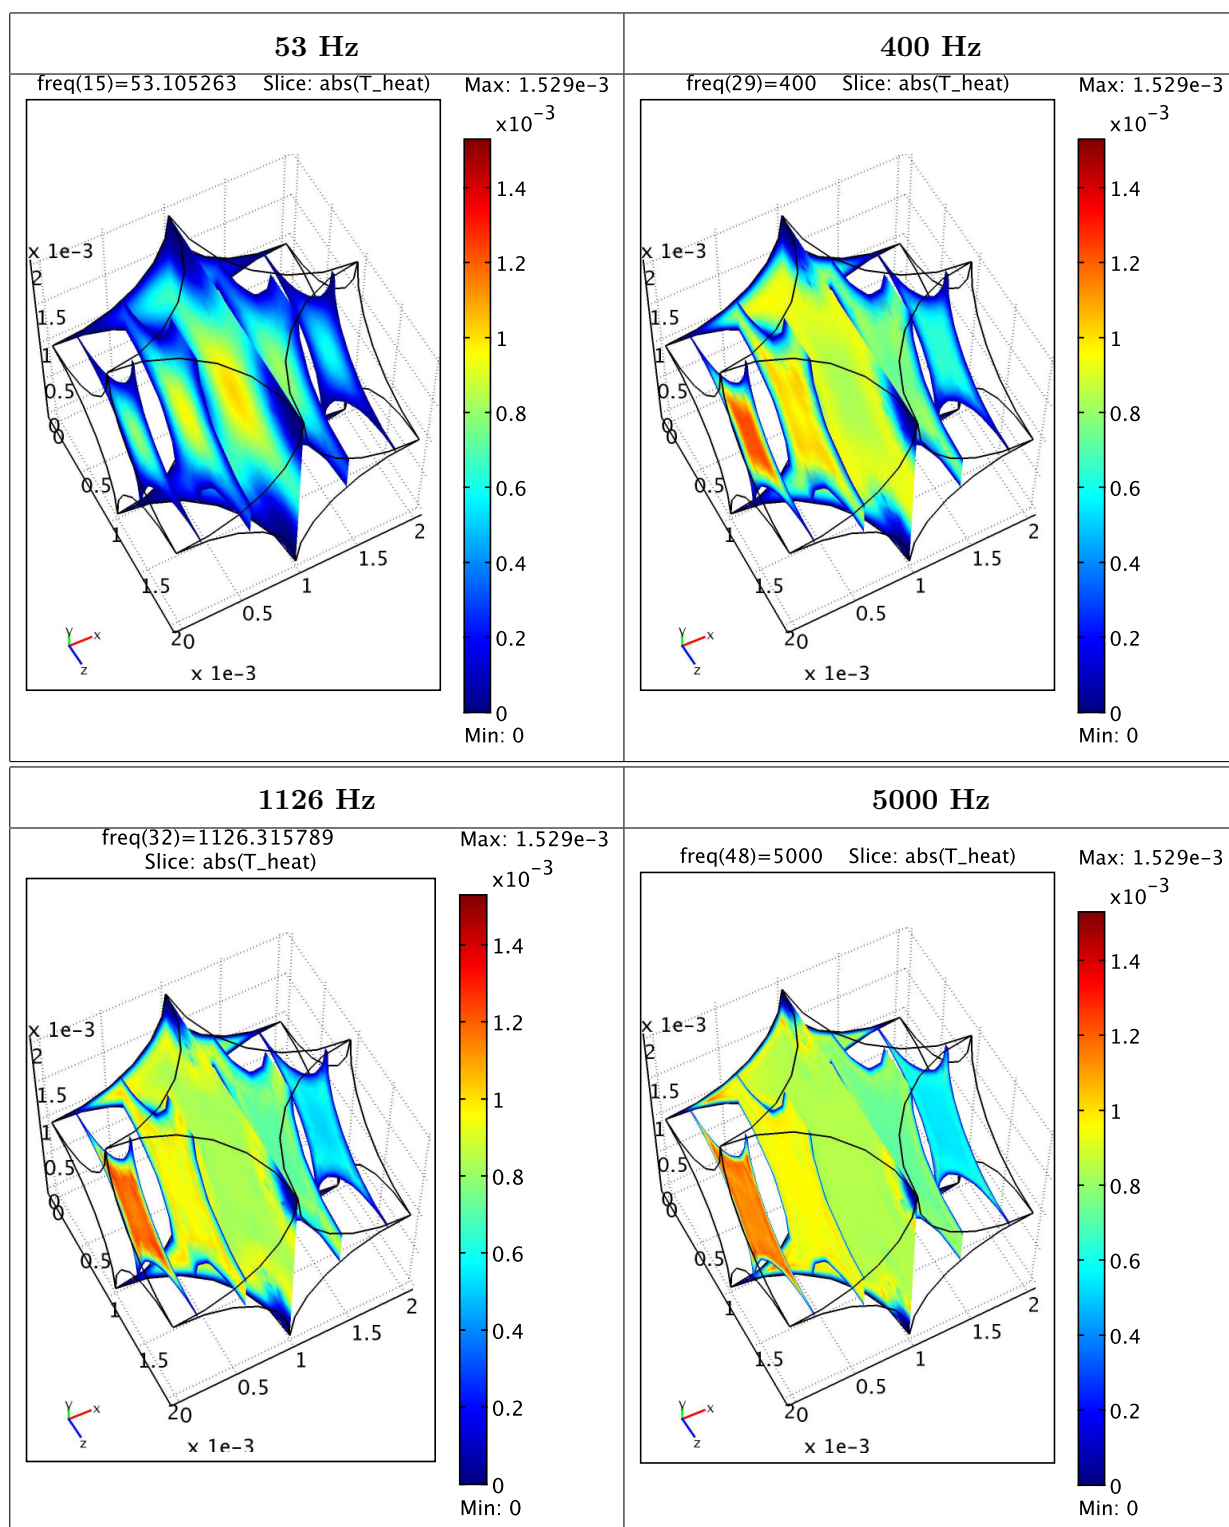 53 Hz
400 Hz
freq(15)=53.105263 Slice: abs(T_heat) Max: 1.529e-3
x10^-3
1.4
1.2
1
0.8
0.6
0.4
0.2
0
Min: 0
x 1e-3
2
1.5
1
0.5
0
0
0.5
1
1.5
20
0.5
1
1.5
2
x 1e-3
y
x
z
freq(29)=400 Slice: abs(T_heat) Max: 1.529e-3
x10^-3
1.4
1.2
1
0.8
0.6
0.4
0.2
0
Min: 0
x 1e-3
2
1.5
1
0.5
0
0
0.5
1
1.5
20
0.5
1
1.5
2
x 1e-3
y
x
z
1126 Hz
5000 Hz
freq(32)=1126.315789
Slice: abs(T_heat)
Max: 1.529e-3
x10^-3
1.4
1.2
1
0.8
0.6
0.4
0.2
0
Min: 0
x 1e-3
2
1.5
1
0.5
0
0
0.5
1
1.5
20
0.5
1
1.5
2
x 1e-3
y
x
z
freq(48)=5000 Slice: abs(T_heat) Max: 1.529e-3
x10^-3
1.4
1.2
1
0.8
0.6
0.4
0.2
0
Min: 0
x 1e-3
2
1.5
1
0.5
0
0
0.5
1
1.5
20
0.5
1
1.5
2
x 1e-3
y
x
z